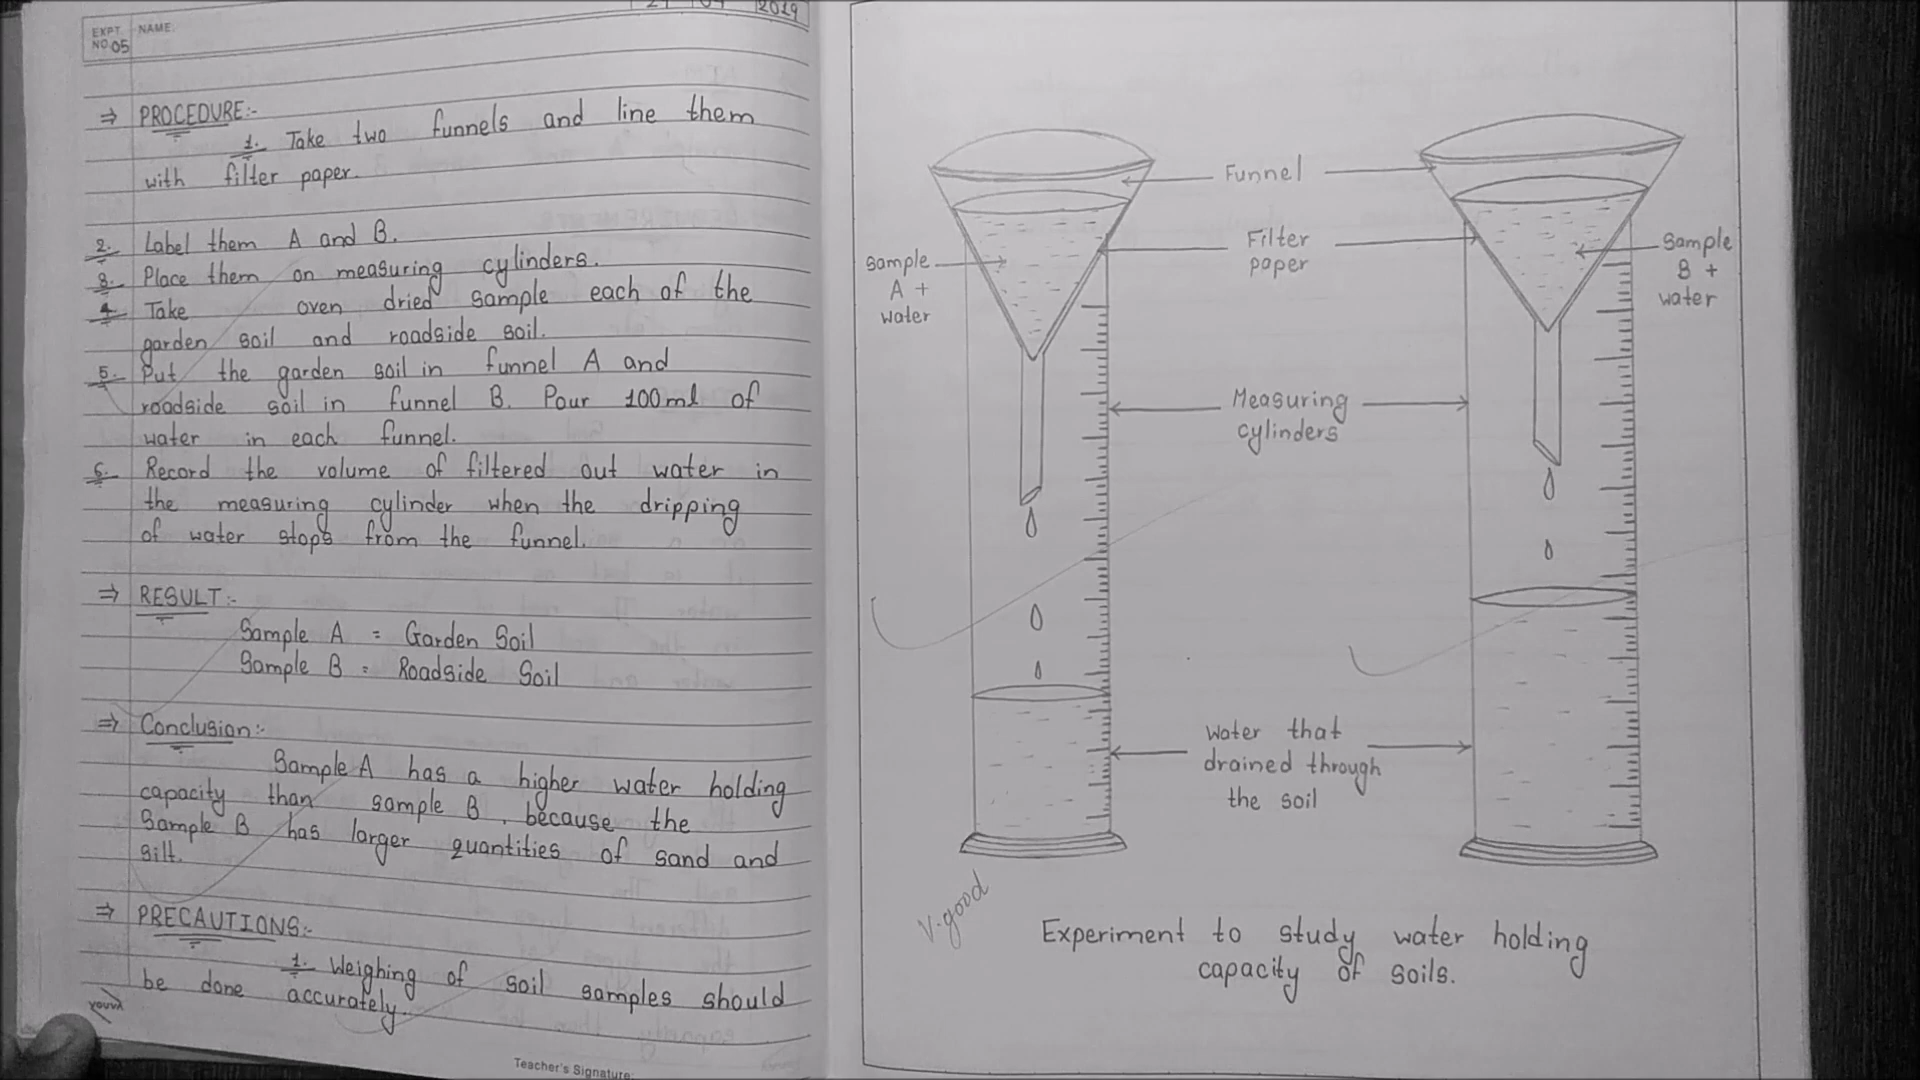 EXPT. NO. 05 NAME:
2019
⇒ PROCEDURE:-
1. Take two funnels and line them
with filter paper.
2. Label them A and B.
3. Place them on measuring cylinders.
4. Take oven dried sample each of the
garden soil and roadside soil.
5. Put the garden soil in funnel A and
roadside soil in funnel B. Pour 100ml of
water in each funnel.
6. Record the volume of filtered out water in
the measuring cylinder when the dripping
of water stops from the funnel.
⇒ RESULT:-
Sample A = Garden Soil
Sample B = Roadside Soil
⇒ Conclusion:-
Sample A has a higher water holding
capacity than sample B, because the
Sample B has larger quantities of sand and
silt.
⇒ PRECAUTIONS:-
1. Weighing of soil samples should
be done accurately.
youva
Teacher's Signature:
Funnel
Filter
paper
Sample
A +
water
Sample
B +
water
Measuring
cylinders
Water that
drained through
the soil
V.good
Experiment to study water holding
capacity of soils.